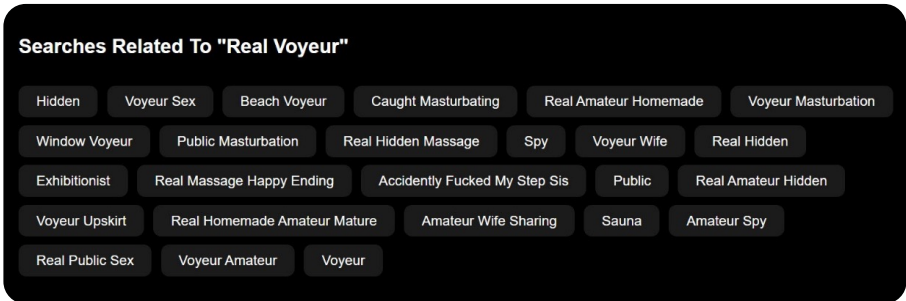 Searches Related To "Real Voyeur"
Hidden Voyeur Sex Beach Voyeur Caught Masturbating Real Amateur Homemade Voyeur Masturbation
Window Voyeur Public Masturbation Real Hidden Massage Spy Voyeur Wife Real Hidden
Exhibitionist Real Massage Happy Ending Accidently Fucked My Step Sis Public Real Amateur Hidden
Voyeur Upskirt Real Homemade Amateur Mature Amateur Wife Sharing Sauna Amateur Spy
Real Public Sex Voyeur Amateur Voyeur